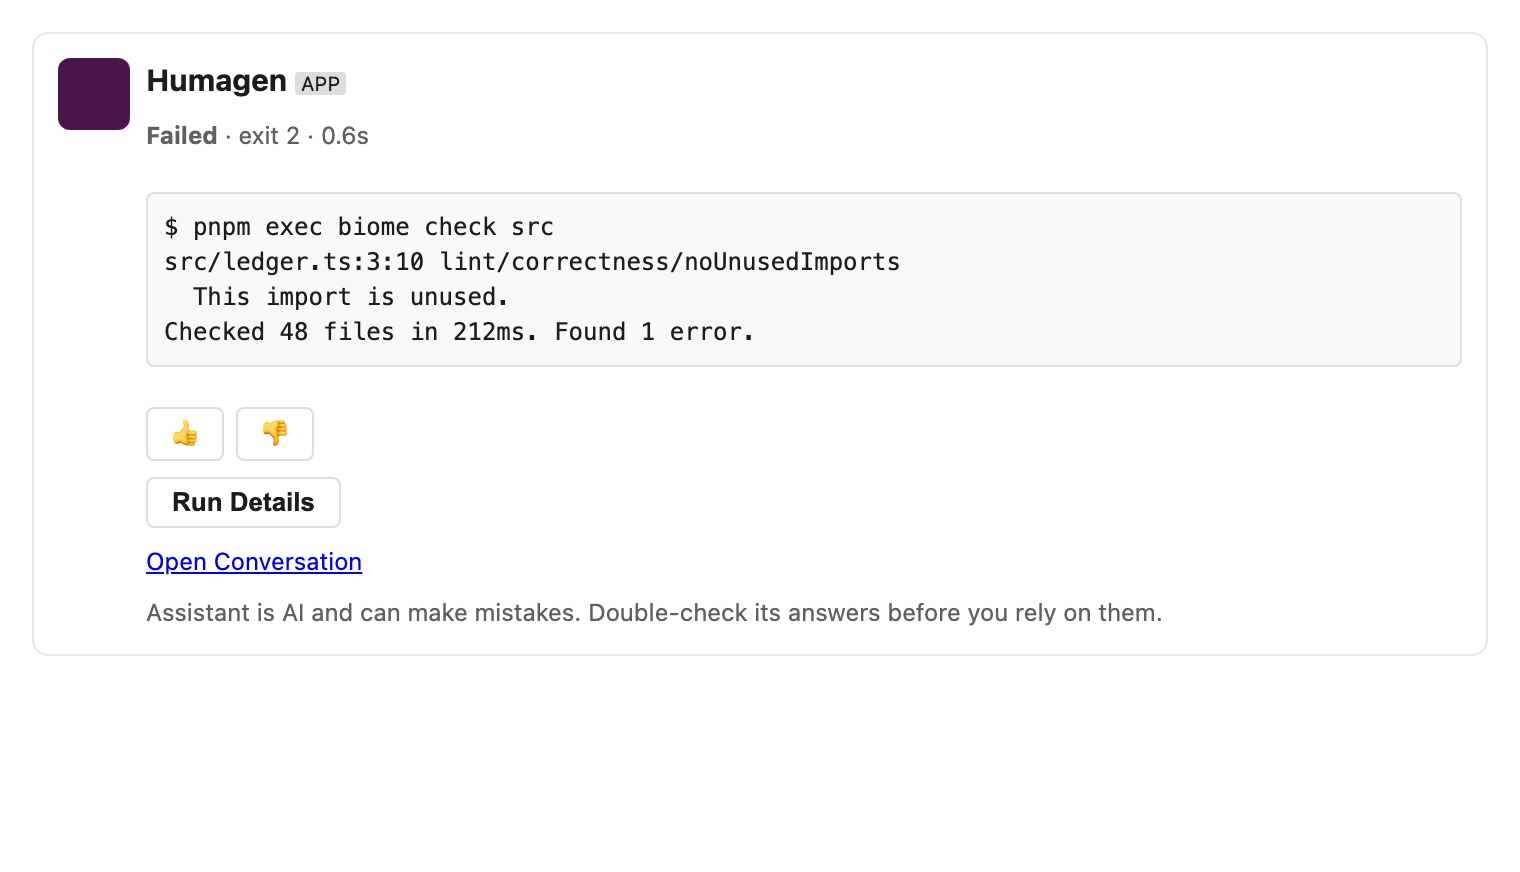 Humagen APP
Failed · exit 2 · 0.6s
$ pnpm exec biome check src
src/ledger.ts:3:10 lint/correctness/noUnusedImports
  This import is unused.
Checked 48 files in 212ms. Found 1 error.
Run Details
Open Conversation
Assistant is AI and can make mistakes. Double-check its answers before you rely on them.